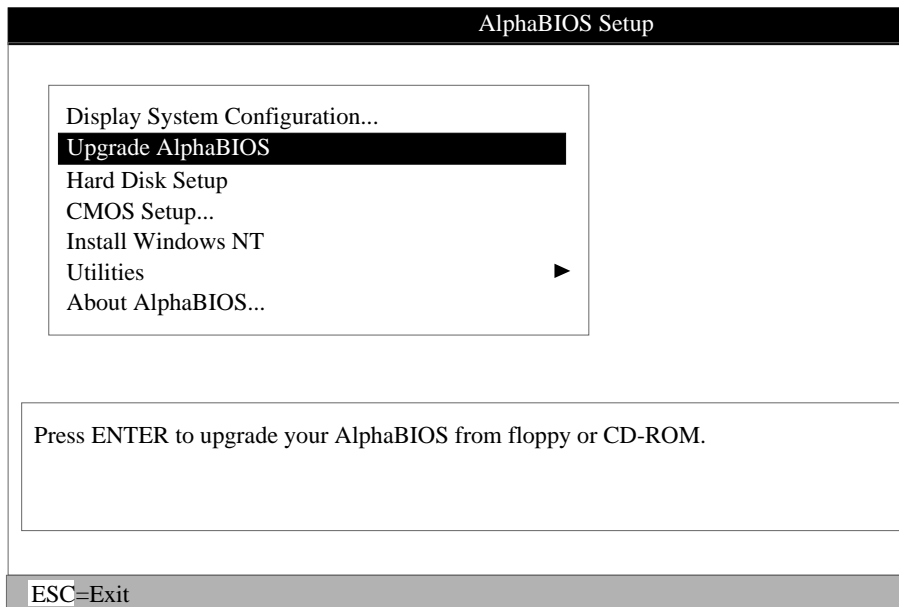 AlphaBIOS Setup
Display System Configuration...
Upgrade AlphaBIOS
Hard Disk Setup
CMOS Setup...
Install Windows NT
Utilities
About AlphaBIOS...
Press ENTER to upgrade your AlphaBIOS from floppy or CD-ROM.
ESC=Exit